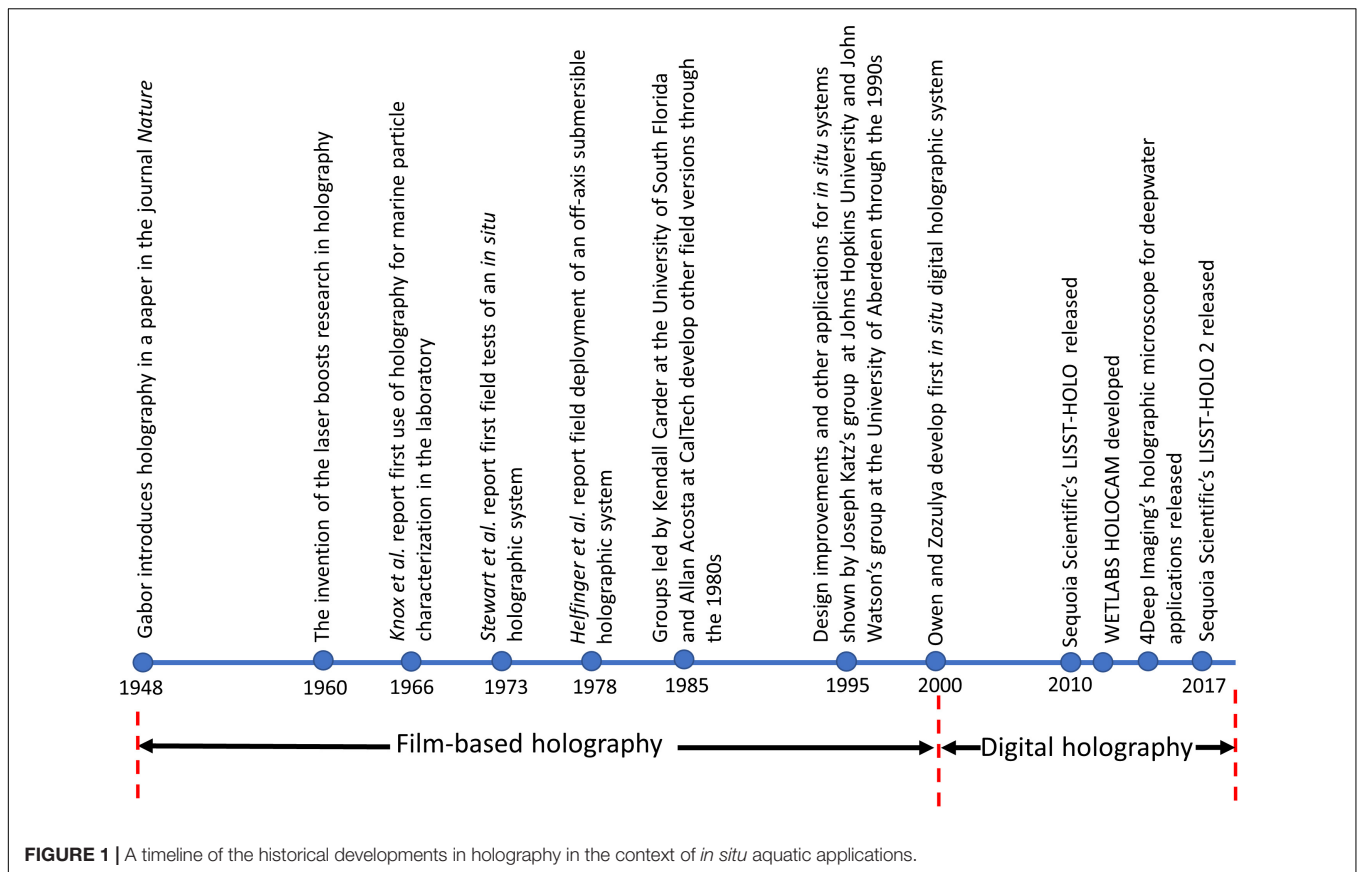 Gabor introduces holography in a paper in the journal Nature
The invention of the laser boosts research in holography
Knox et al. report first use of holography for marine particle
characterization in the laboratory
Stewart et al. report first field tests of an in situ
holographic system
Helfinger et al. report field deployment of an off-axis submersible
holographic system
Groups led by Kendall Carder at the University of South Florida
and Allan Acosta at CalTech develop other field versions through
the 1980s
Design improvements and other applications for in situ systems
shown by Joseph Katz's group at Johns Hopkins University and John
Watson's group at the University of Aberdeen through the 1990s
Owen and Zozulya develop first in situ digital holographic system
Sequoia Scientific's LISST-HOLO released
WETLABS HOLOCAM developed
4Deep Imaging's holographic microscope for deepwater
applications released
Sequoia Scientific's LISST-HOLO 2 released
1948
1960
1966
1973
1978
1985
1995
2000
2010
2017
Film-based holography
Digital holography
FIGURE 1 | A timeline of the historical developments in holography in the context of in situ aquatic applications.